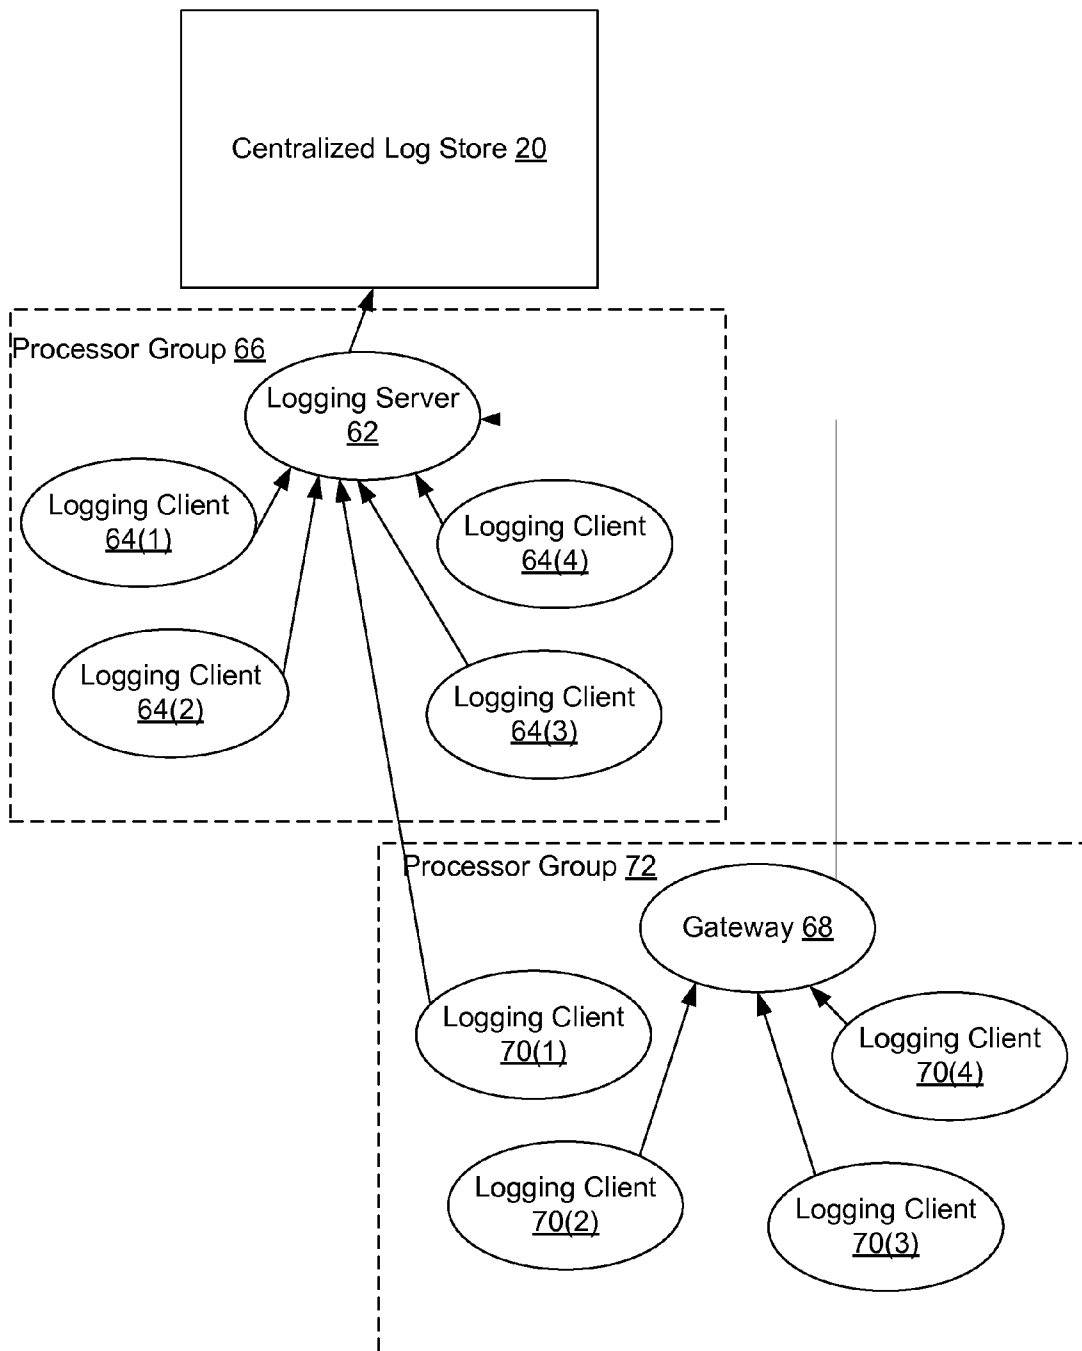 Centralized Log Store 20
Processor Group 66
Logging Server
62
Logging Client
64(1)
Logging Client
64(4)
Logging Client
64(2)
Logging Client
64(3)
Processor Group 72
Gateway 68
Logging Client
70(1)
Logging Client
70(4)
Logging Client
70(2)
Logging Client
70(3)